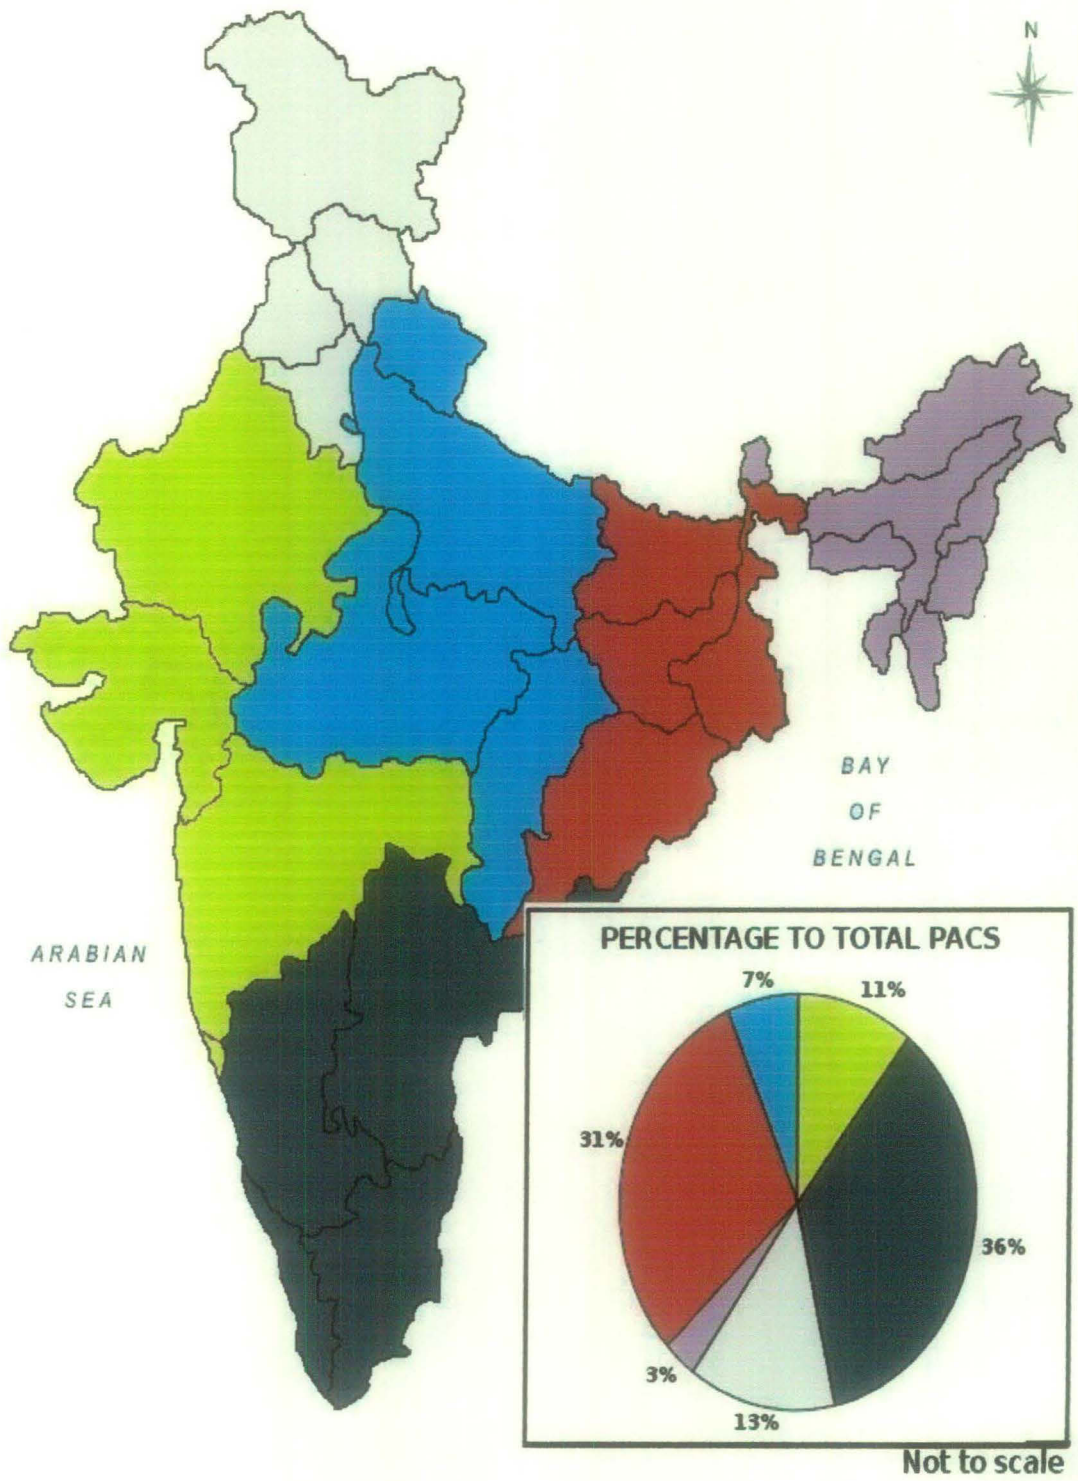 N
BAY
OF
BENGAL
ARABIAN
SEA
PERCENTAGE TO TOTAL PACS
7%
11%
31%
36%
3%
13%
Not to scale